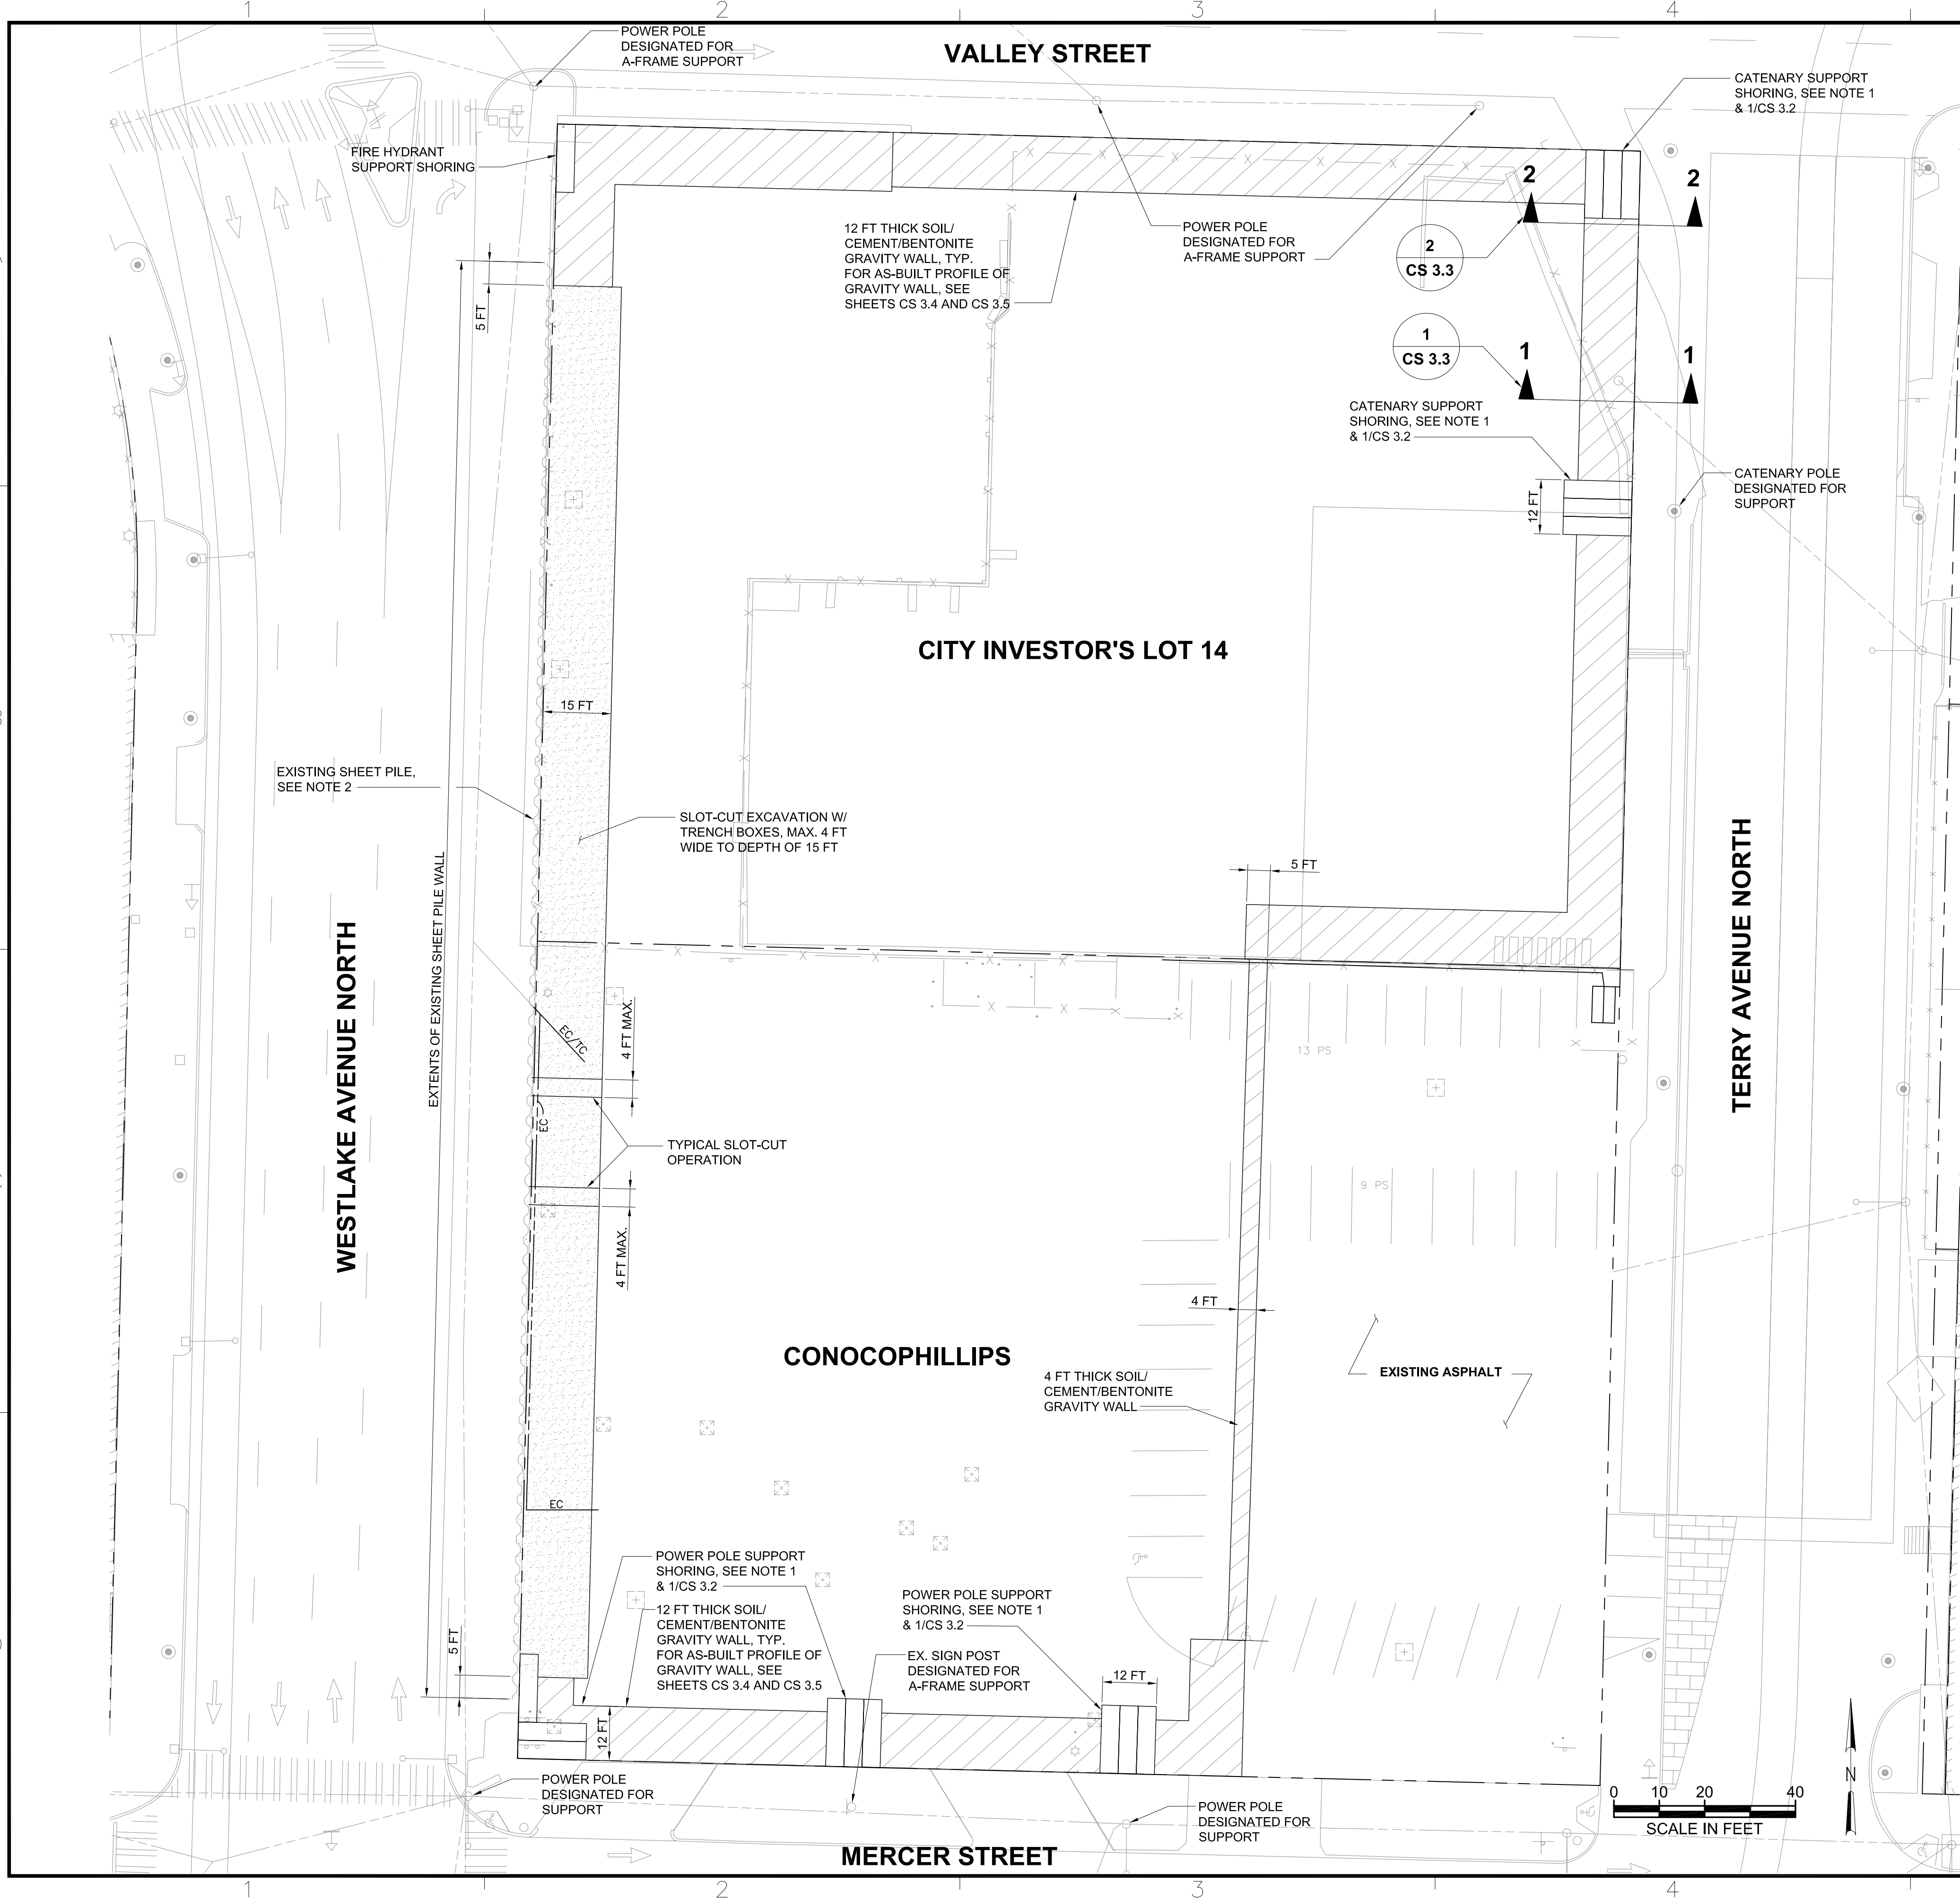 1
2
3
4
POWER POLE
DESIGNATED FOR
A-FRAME SUPPORT
VALLEY STREET
CATENARY SUPPORT
SHORING, SEE NOTE 1
& 1/CS 3.2
FIRE HYDRANT
SUPPORT SHORING
2
2
12 FT THICK SOIL/
CEMENT/BENTONITE
GRAVITY WALL, TYP.
FOR AS-BUILT PROFILE OF
GRAVITY WALL, SEE
SHEETS CS 3.4 AND CS 3.5
POWER POLE
DESIGNATED FOR
A-FRAME SUPPORT
2
CS 3.3
5 FT
1
CS 3.3
1
1
CATENARY SUPPORT
SHORING, SEE NOTE 1
& 1/CS 3.2
CATENARY POLE
DESIGNATED FOR
SUPPORT
12 FT
CITY INVESTOR'S LOT 14
15 FT
EXISTING SHEET PILE,
SEE NOTE 2
SLOT-CUT EXCAVATION W/
TRENCH BOXES, MAX. 4 FT
WIDE TO DEPTH OF 15 FT
EXTENTS OF EXISTING SHEET PILE WALL
5 FT
WESTLAKE AVENUE NORTH
TERRY AVENUE NORTH
EC/TC
4 FT MAX.
13 PS
EC
TYPICAL SLOT-CUT
OPERATION
9 PS
4 FT MAX.
4 FT
CONOCOPHILLIPS
4 FT THICK SOIL/
CEMENT/BENTONITE
GRAVITY WALL
EXISTING ASPHALT
EC
POWER POLE SUPPORT
SHORING, SEE NOTE 1
& 1/CS 3.2
12 FT THICK SOIL/
CEMENT/BENTONITE
GRAVITY WALL, TYP.
FOR AS-BUILT PROFILE OF
GRAVITY WALL, SEE
SHEETS CS 3.4 AND CS 3.5
POWER POLE SUPPORT
SHORING, SEE NOTE 1
& 1/CS 3.2
EX. SIGN POST
DESIGNATED FOR
A-FRAME SUPPORT
5 FT
12 FT
12 FT
POWER POLE
DESIGNATED FOR
SUPPORT
POWER POLE
DESIGNATED FOR
SUPPORT
N
0 10 20 40
SCALE IN FEET
MERCER STREET
1
2
3
4